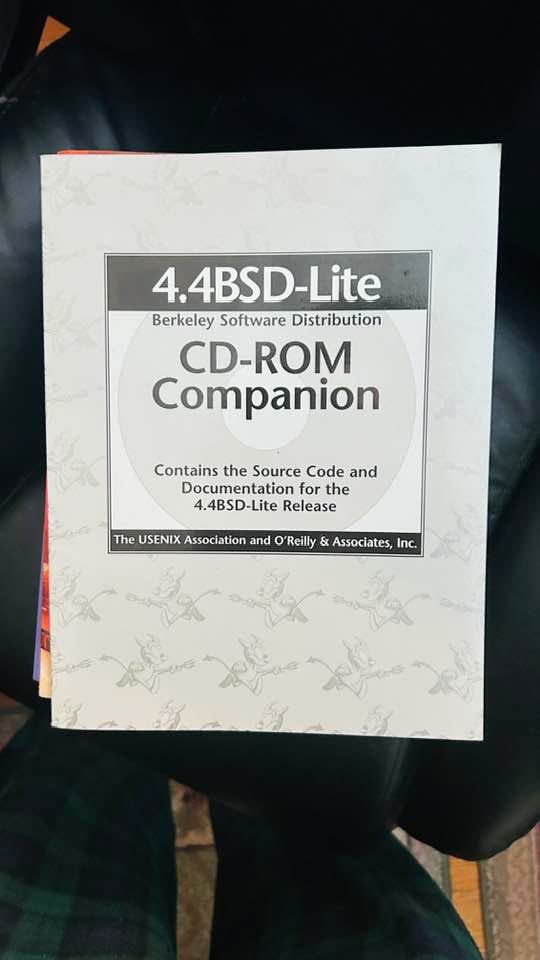 4.4BSD-Lite
Berkeley Software Distribution
CD-ROM
Companion
Contains the Source Code and
Documentation for the
4.4BSD-Lite Release
The USENIX Association and O'Reilly & Associates, Inc.